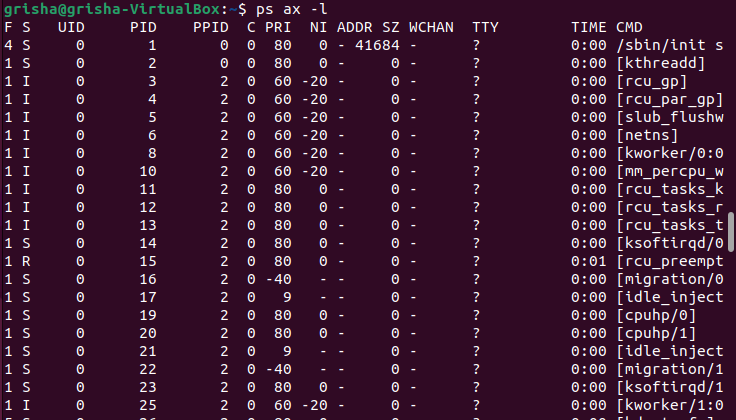 grisha@grisha-VirtualBox:~$ ps ax -l
F S   UID     PID    PPID  C PRI  NI ADDR SZ WCHAN  TTY        TIME CMD
4 S     0       1       0  0  80   0 - 41684 -      ?          0:00 /sbin/init s
1 S     0       2       0  0  80   0 -     0 -      ?          0:00 [kthreadd]
1 I     0       3       2  0  60 -20 -     0 -      ?          0:00 [rcu_gp]
1 I     0       4       2  0  60 -20 -     0 -      ?          0:00 [rcu_par_gp]
1 I     0       5       2  0  60 -20 -     0 -      ?          0:00 [slub_flushw
1 I     0       6       2  0  60 -20 -     0 -      ?          0:00 [netns]
1 I     0       8       2  0  60 -20 -     0 -      ?          0:00 [kworker/0:0
1 I     0      10       2  0  60 -20 -     0 -      ?          0:00 [mm_percpu_w
1 I     0      11       2  0  80   0 -     0 -      ?          0:00 [rcu_tasks_k
1 I     0      12       2  0  80   0 -     0 -      ?          0:00 [rcu_tasks_r
1 I     0      13       2  0  80   0 -     0 -      ?          0:00 [rcu_tasks_t
1 S     0      14       2  0  80   0 -     0 -      ?          0:00 [ksoftirqd/0
1 R     0      15       2  0  80   0 -     0 -      ?          0:01 [rcu_preempt
1 S     0      16       2  0 -40   - -     0 -      ?          0:00 [migration/0
1 S     0      17       2  0   9   - -     0 -      ?          0:00 [idle_inject
1 S     0      19       2  0  80   0 -     0 -      ?          0:00 [cpuhp/0]
1 S     0      20       2  0  80   0 -     0 -      ?          0:00 [cpuhp/1]
1 S     0      21       2  0   9   - -     0 -      ?          0:00 [idle_inject
1 S     0      22       2  0 -40   - -     0 -      ?          0:00 [migration/1
1 S     0      23       2  0  80   0 -     0 -      ?          0:00 [ksoftirqd/1
1 I     0      25       2  0  60 -20 -     0 -      ?          0:00 [kworker/1:0